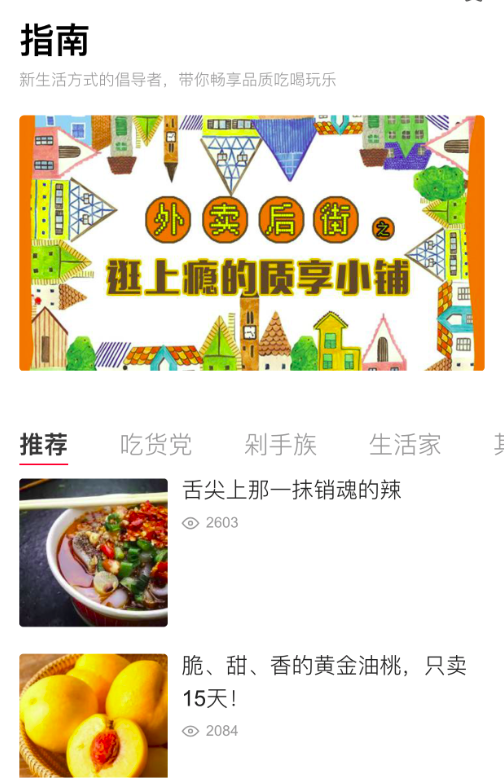 指南
新生活方式的倡导者，带你畅享品质吃喝玩乐
外卖后街之
逛上瘾的质享小铺
推荐 吃货党 剁手族 生活家
舌尖上那一抹销魂的辣
2603
脆、甜、香的黄金油桃，只卖
15天！
2084